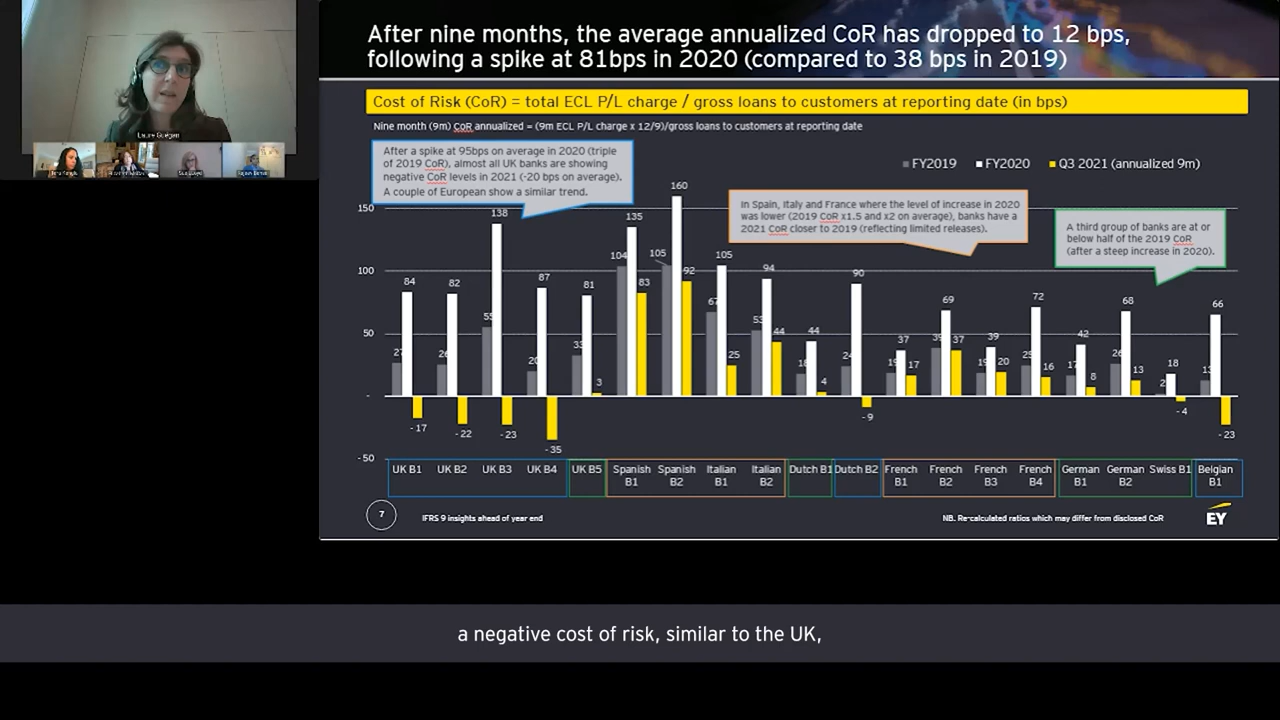 After nine months, the average annualized CoR has dropped to 12 bps,
following a spike at 81bps in 2020 (compared to 38 bps in 2019)
Cost of Risk (CoR) = total ECL P/L charge / gross loans to customers at reporting date (in bps)
Nine month (9m) CoR annualized = (9m ECL P/L charge x 12/9)/gross loans to customers at reporting date
Laure Guégan
After a spike at 95bps on average in 2020 (triple
of 2019 CoR), almost all UK banks are showing
negative CoR levels in 2021 (-20 bps on average).
A couple of European show a similar trend.
FY2019 FY2020 Q3 2021 (annualized 9m)
In Spain, Italy and France where the level of increase in 2020
was lower (2019 CoR x1.5 and x2 on average), banks have a
2021 CoR closer to 2019 (reflecting limited releases).
A third group of banks are at or
below half of the 2019 CoR
(after a steep increase in 2020).
150
100
50
-
-50
27 84 -17
26 82 -22
55 138 -23
20 87 -35
33 81 3
104 135 83
105 160 92
67 105 25
53 94 44
18 44 4
24 90 -9
19 37 17
39 69 37
19 39 20
25 72 16
17 42 8
26 68 13
2 18 -4
13 66 -23
UK B1 UK B2 UK B3 UK B4 UK B5 Spanish B1 Spanish B2 Italian B1 Italian B2 Dutch B1 Dutch B2 French B1 French B2 French B3 French B4 German B1 German B2 Swiss B1 Belgian B1
7
IFRS 9 insights ahead of year end
NB. Re-calculated ratios which may differ from disclosed CoR
EY
a negative cost of risk, similar to the UK,